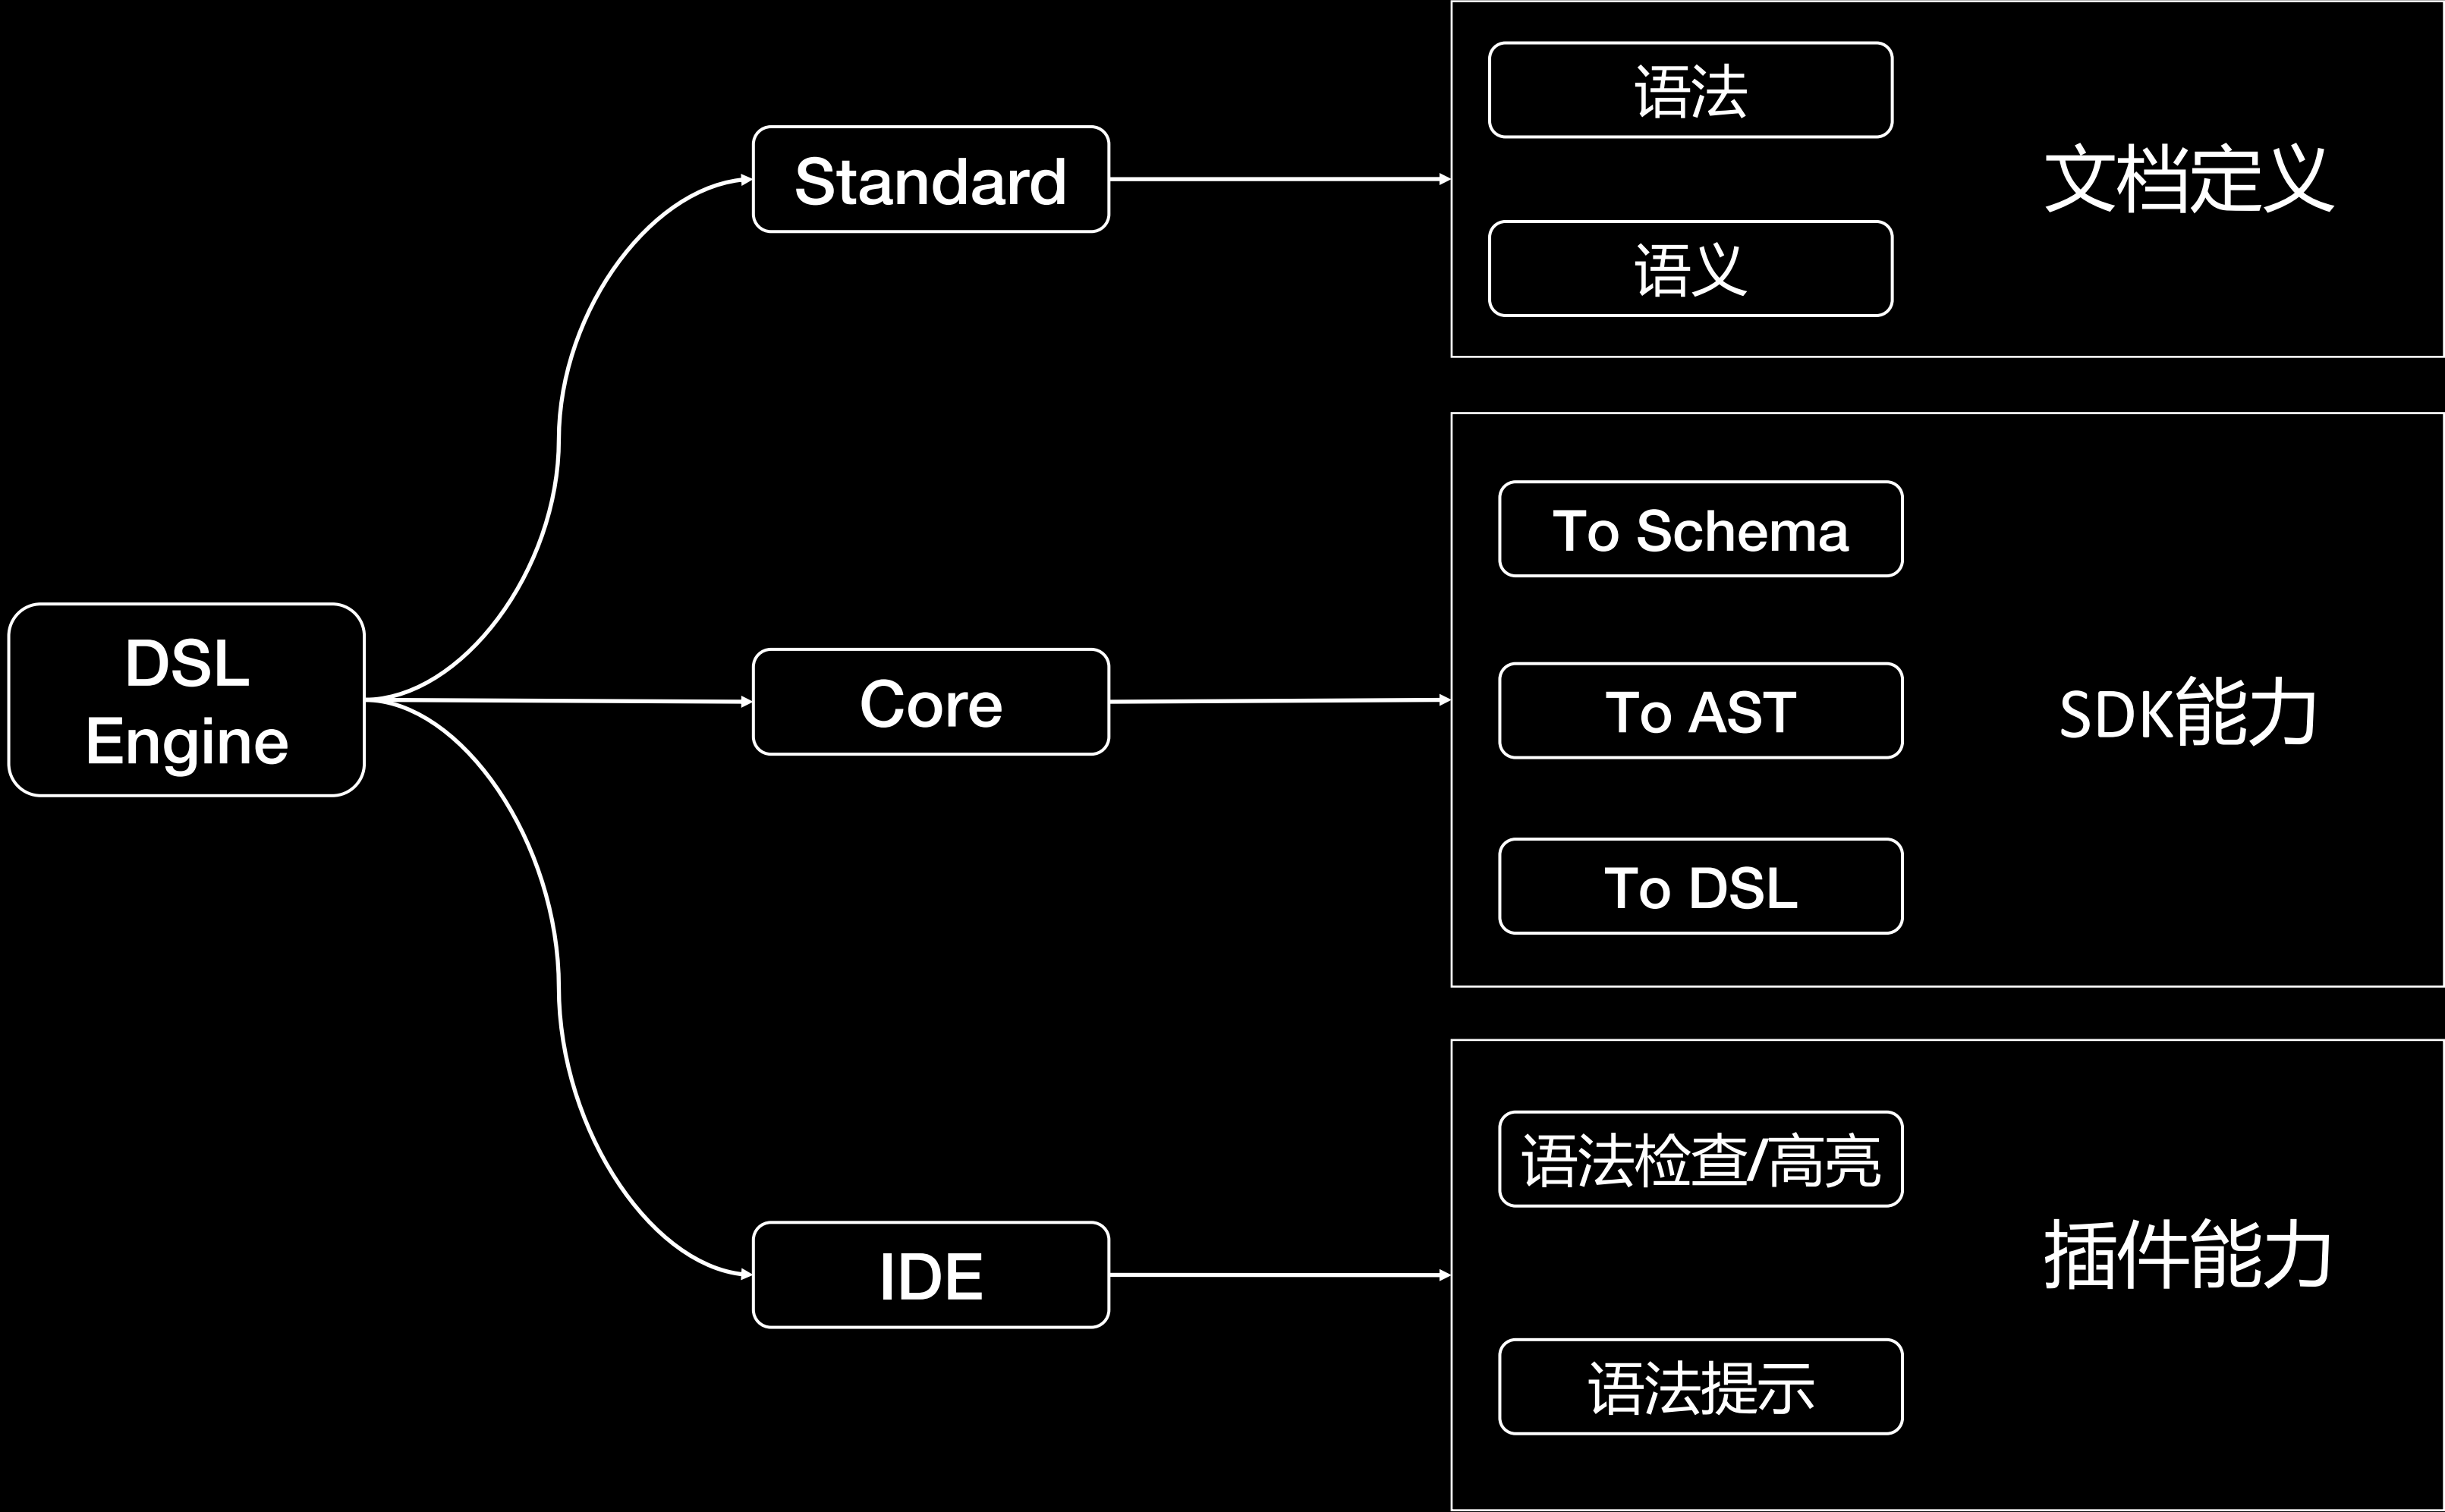 DSL
Engine
Standard
语法
语义
文档定义
Core
To Schema
To AST
To DSL
SDK能力
IDE
语法检查/高亮
语法提示
插件能力